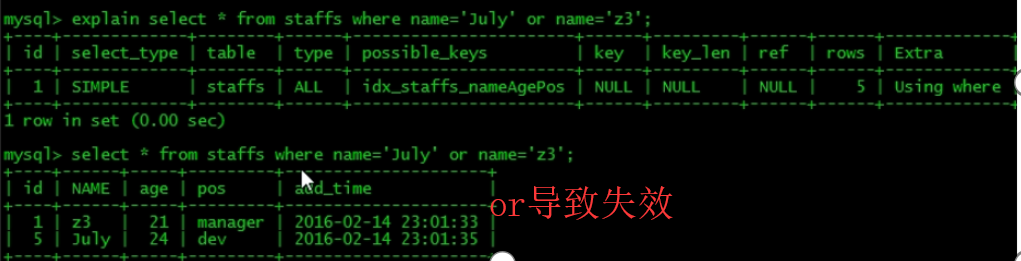 mysql> explain select * from staffs where name='July' or name='z3';
+----+-------------+--------+------+-----------------------+------+---------+------+------+-------------+
| id | select_type | table | type | possible_keys | key | key_len | ref | rows | Extra
| 1 | SIMPLE | staffs | ALL | idx_staffs_nameAgePos | NULL | NULL | NULL | 5 | Using where
1 row in set (0.00 sec)
mysql> select * from staffs where name='July' or name='z3';
| id | NAME | age | pos | add_time |
| 1 | z3 | 21 | manager | 2016-02-14 23:01:33 |
| 5 | July | 24 | dev | 2016-02-14 23:01:35 |
or导致失效